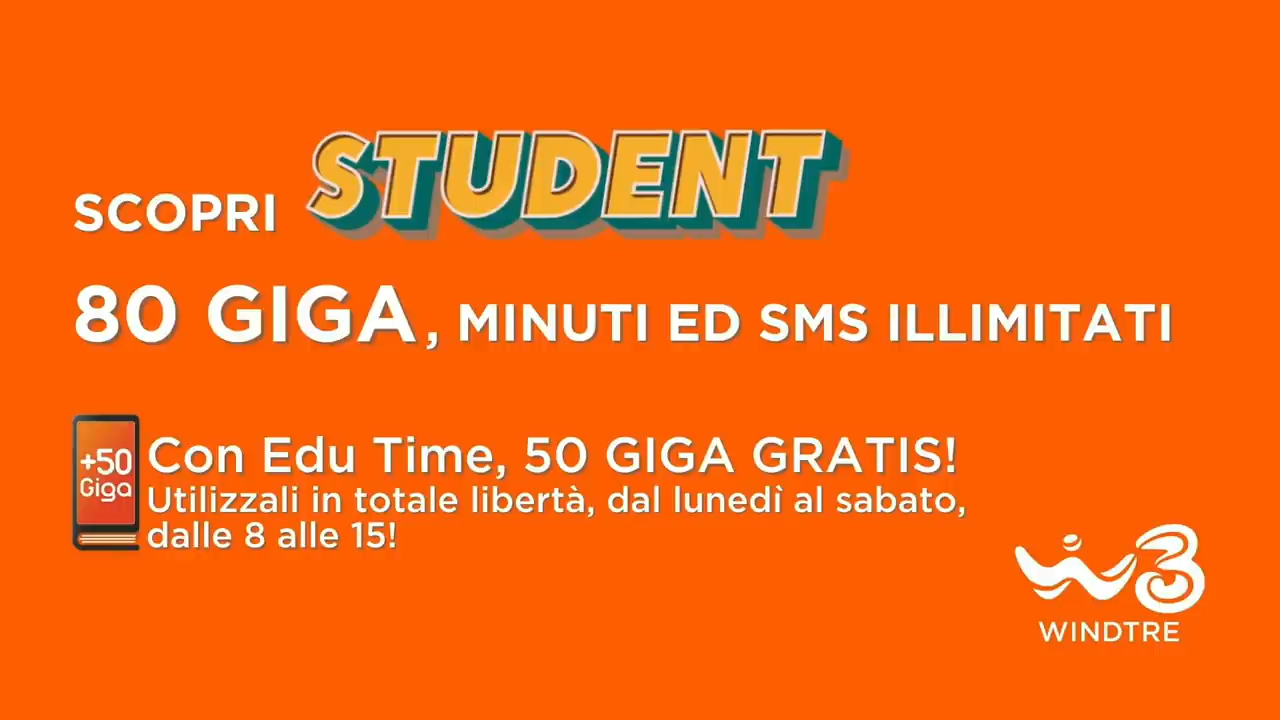 SCOPRI STUDENT
80 GIGA, MINUTI ED SMS ILLIMITATI
+50
Giga
Con Edu Time, 50 GIGA GRATIS!
Utilizzali in totale libertà, dal lunedì al sabato,
dalle 8 alle 15!
W3
WINDTRE